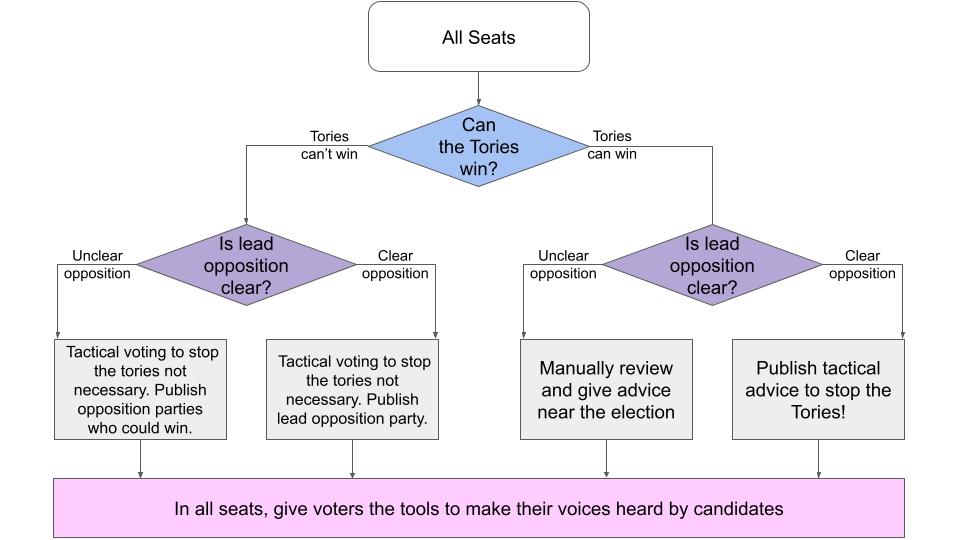 All Seats
Can
the Tories
win?
Tories
can’t win
Tories
can win
Is lead
opposition
clear?
Unclear
opposition
Clear
opposition
Is lead
opposition
clear?
Unclear
opposition
Clear
opposition
Tactical voting to stop
the tories not
necessary. Publish
opposition parties
who could win.
Tactical voting to stop
the tories not
necessary. Publish
lead opposition party.
Manually review
and give advice
near the election
Publish tactical
advice to stop the
Tories!
In all seats, give voters the tools to make their voices heard by candidates